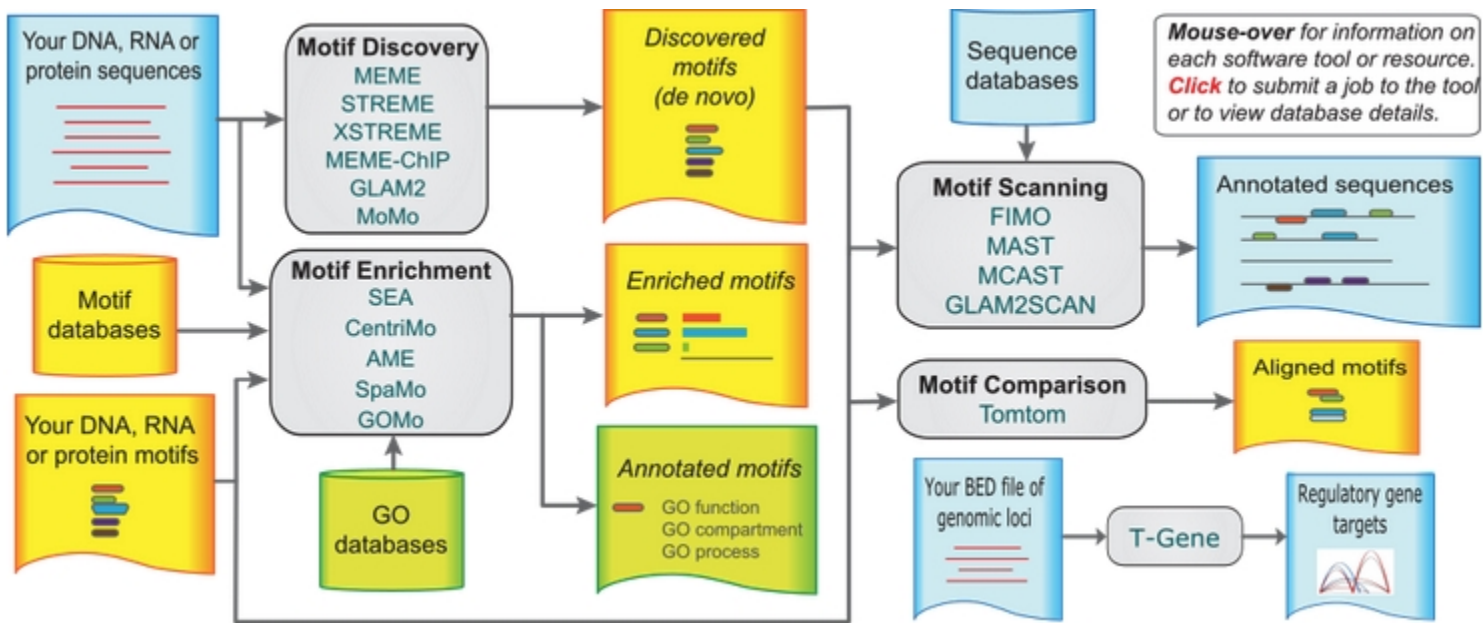 Your DNA, RNA or
protein sequences
Motif Discovery
MEME
STREME
XSTREME
MEME-ChIP
GLAM2
MoMo
Discovered
motifs
(de novo)
Sequence
databases
Mouse-over for information on
each software tool or resource.
Click to submit a job to the tool
or to view database details.
Motif Scanning
FIMO
MAST
MCAST
GLAM2SCAN
Annotated sequences
Motif
databases
Motif Enrichment
SEA
CentriMo
AME
SpaMo
GOMo
Enriched motifs
Your DNA, RNA
or protein motifs
GO
databases
Annotated motifs
GO function
GO compartment
GO process
Motif Comparison
Tomtom
Aligned motifs
Your BED file of
genomic loci
T-Gene
Regulatory gene
targets